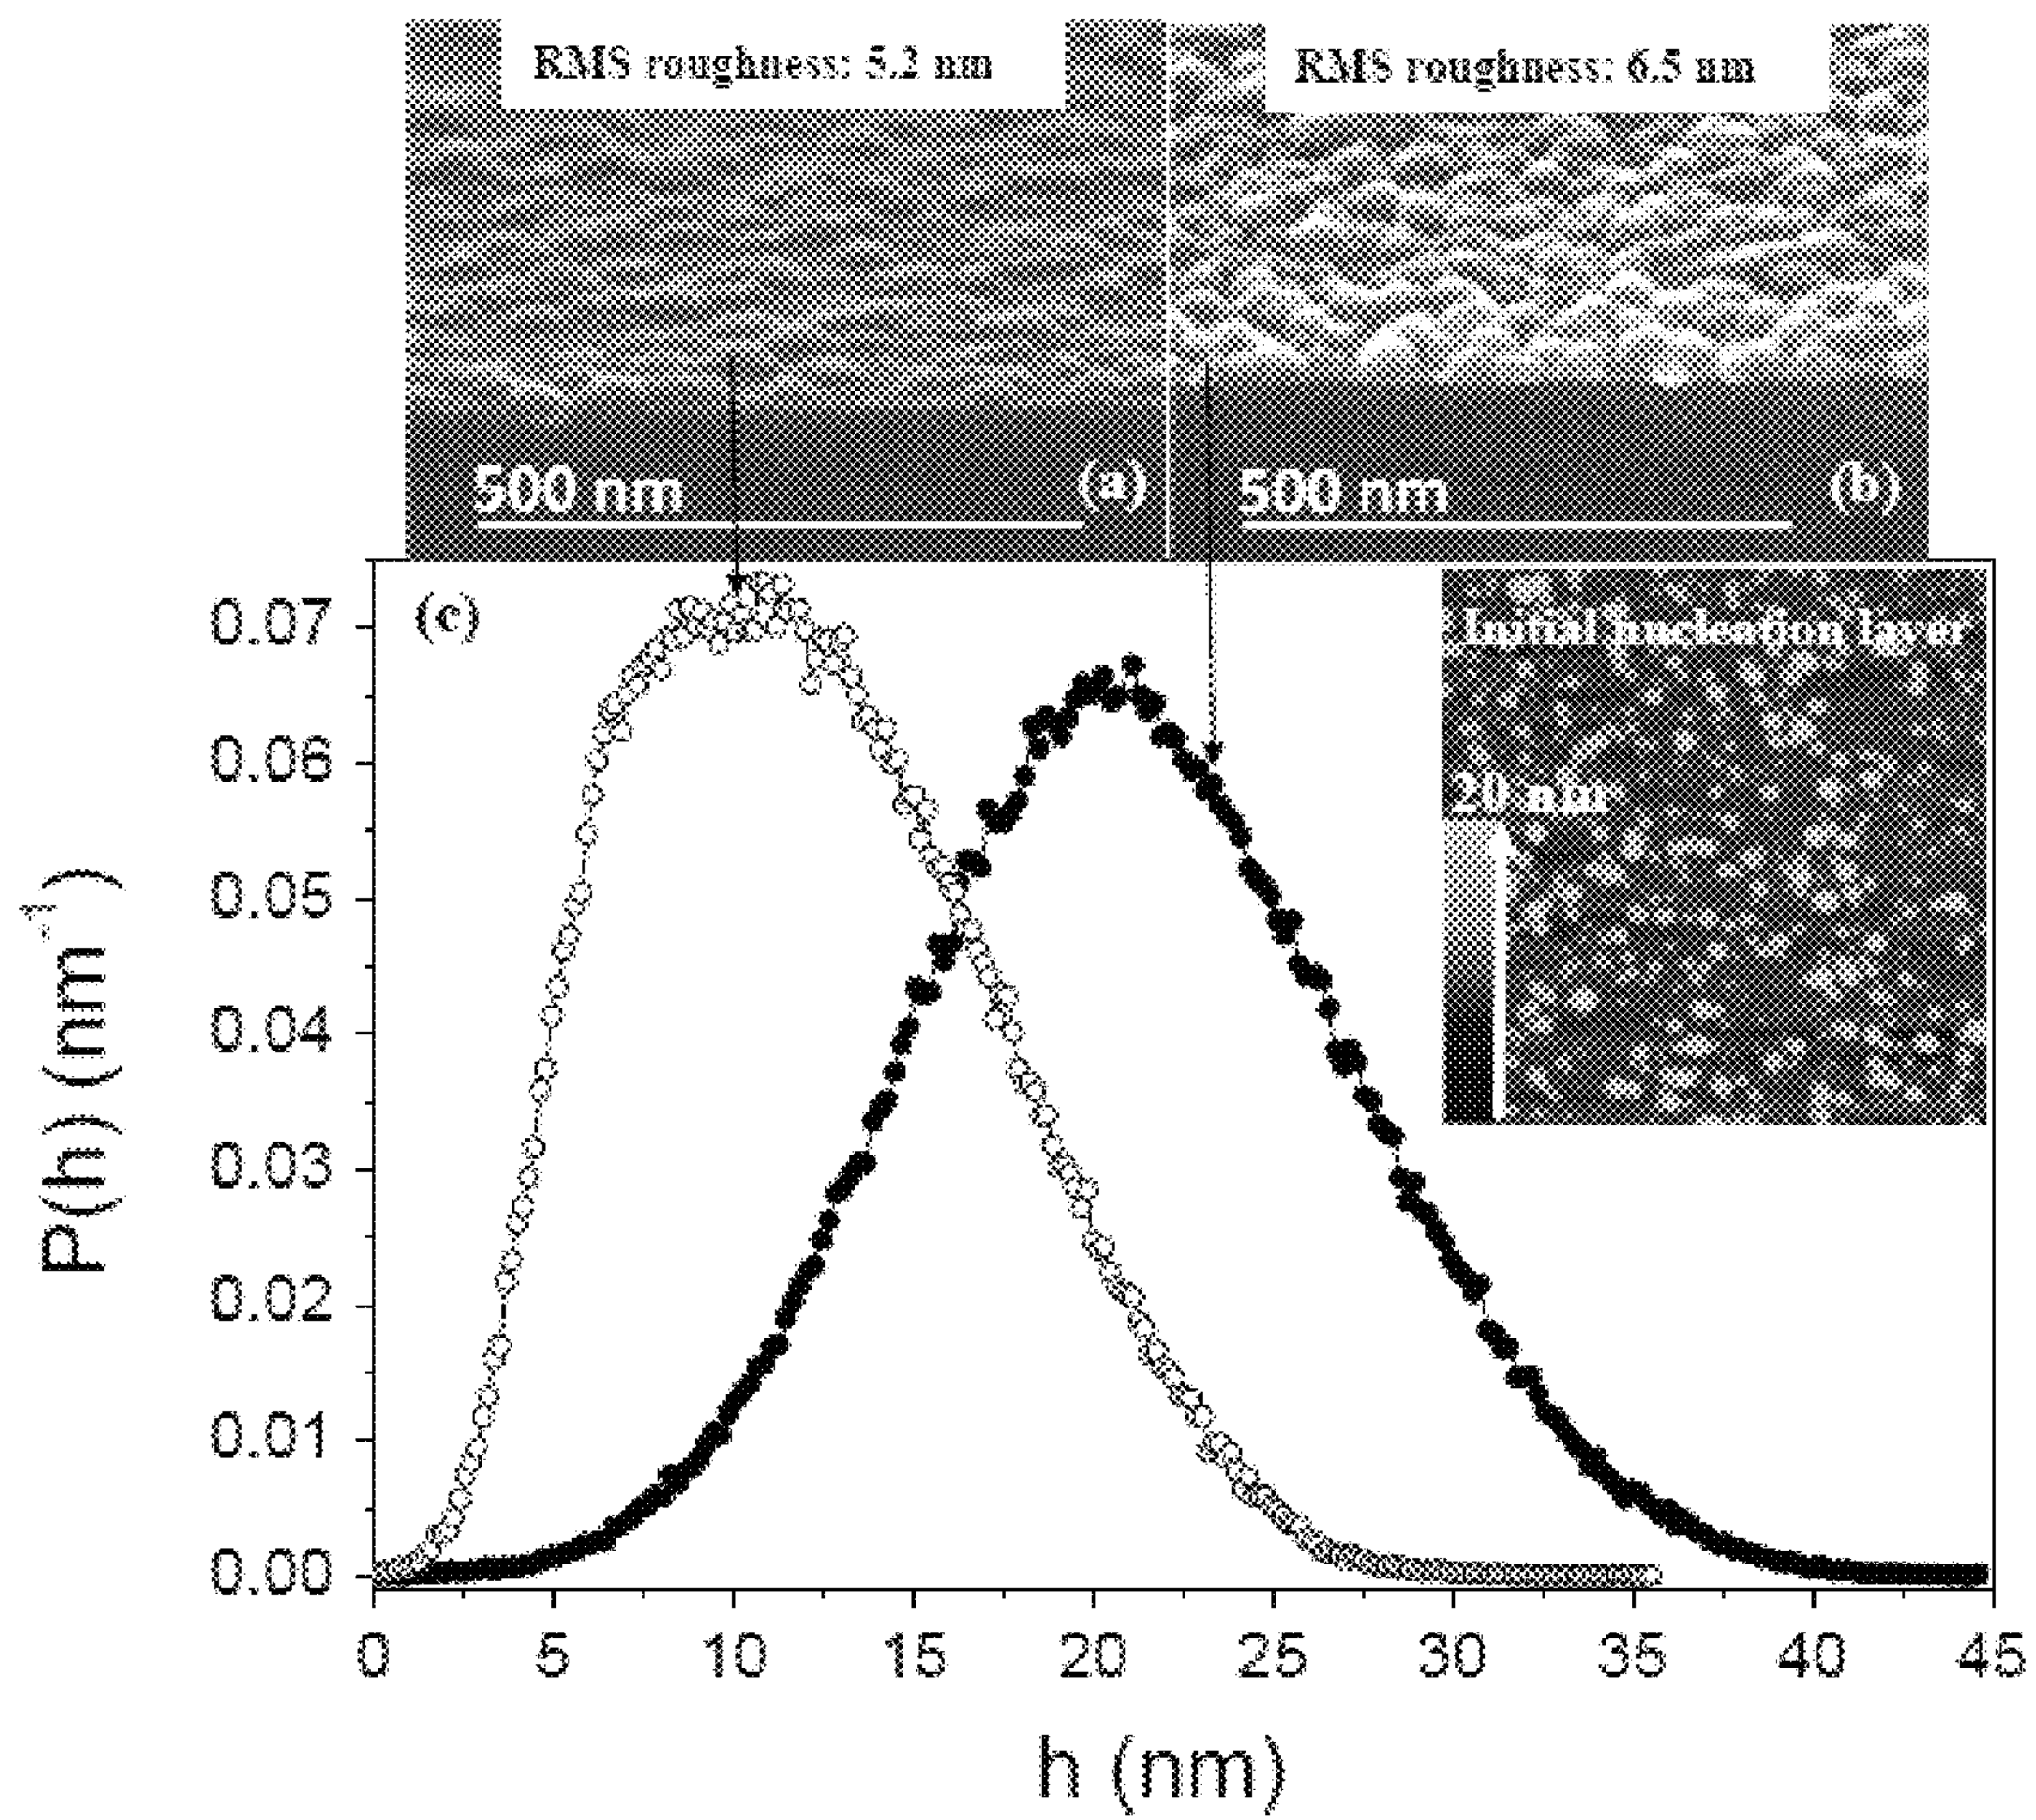 RMS roughness: 5.2 nm
RMS roughness: 6.5 nm
500 nm
(a)
500 nm
(b)
(c)
Initial nucleation layer
20 nm
P(h) (nm⁻¹)
0.07
0.06
0.05
0.04
0.03
0.02
0.01
0.00
0 5 10 15 20 25 30 35 40 45
h (nm)